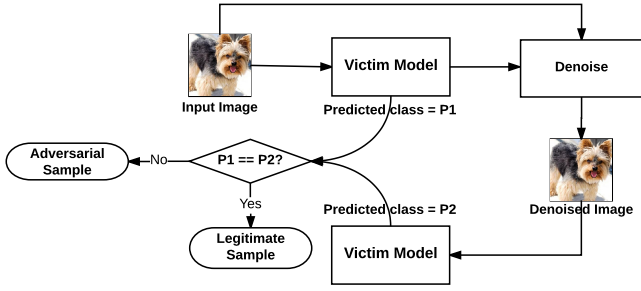 Victim Model
Denoise
Input Image
Predicted class = P1
Adversarial
Sample
No
P1 == P2?
Yes
Legitimate
Sample
Denoised Image
Predicted class = P2
Victim Model